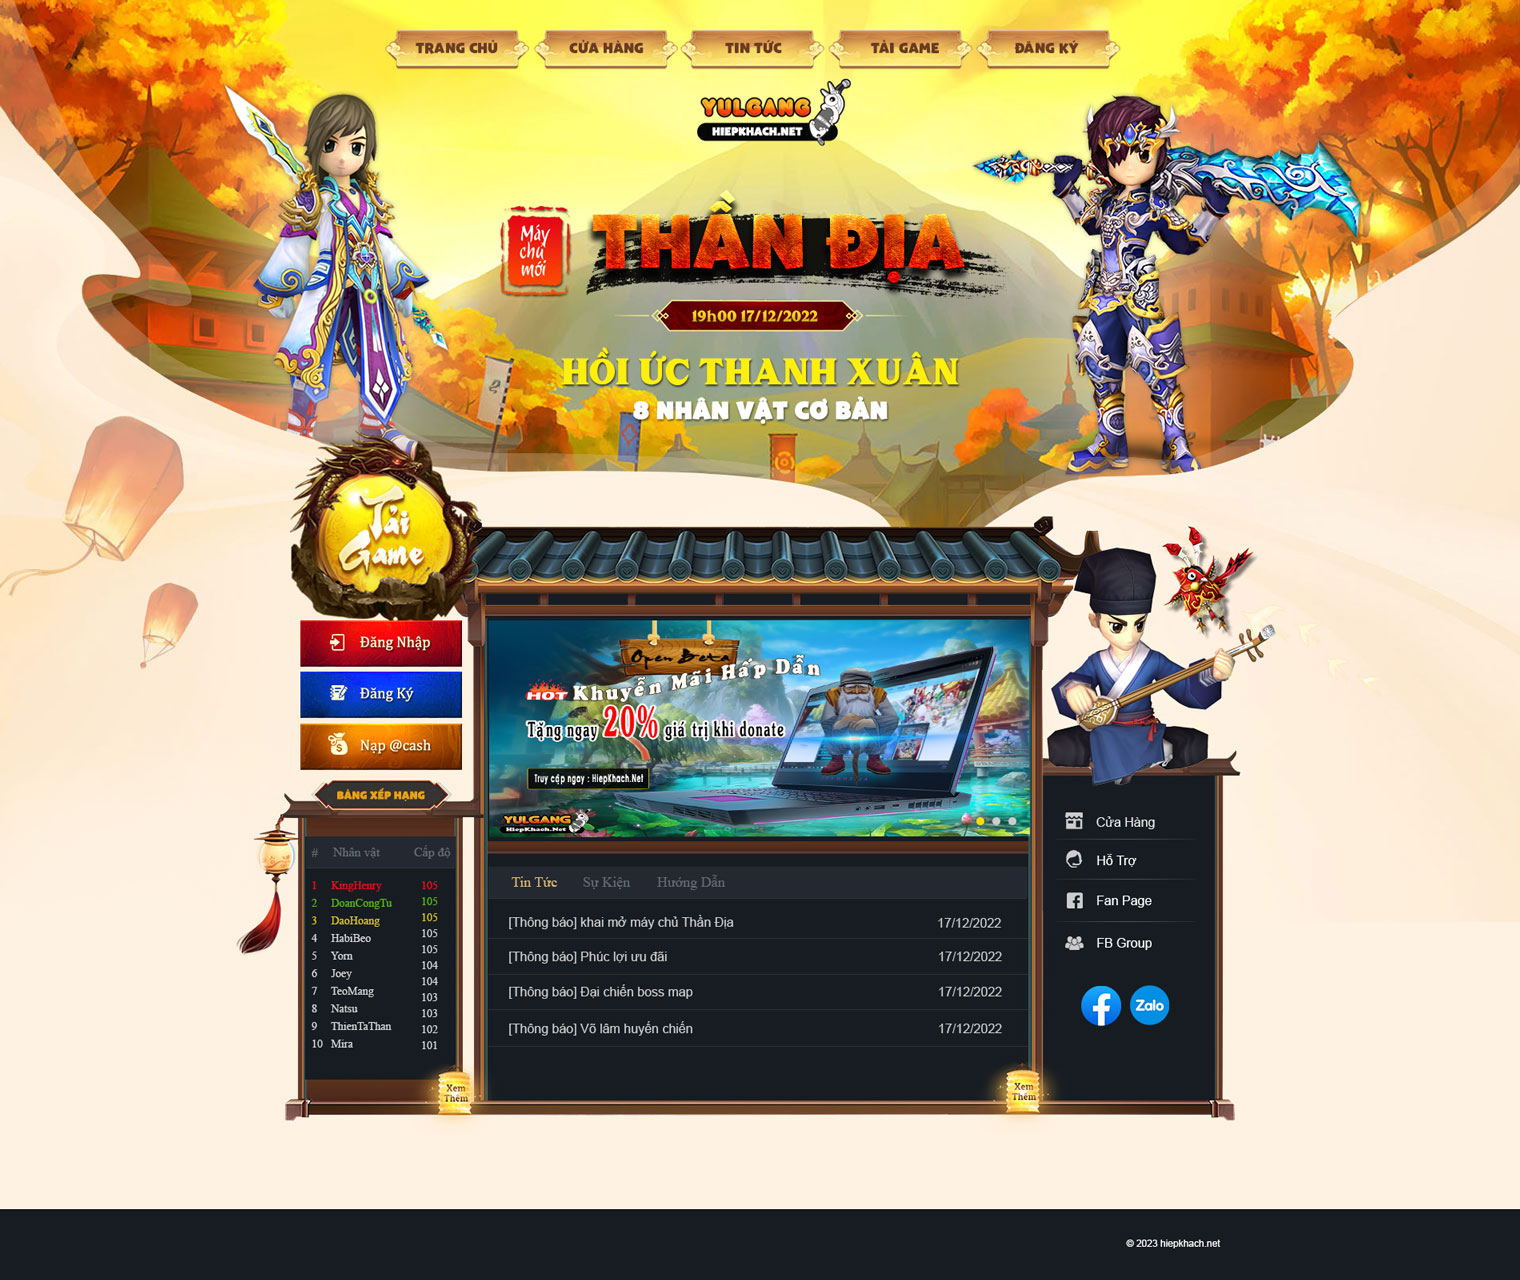 TRANG CHỦ
CỬA HÀNG
TIN TỨC
TẢI GAME
ĐĂNG KÝ
YULGANG
HIEPKHACH.NET
Máy
chủ
mới
THẦN ĐỊA
19h00 17/12/2022
HỒI ỨC THANH XUÂN
8 NHÂN VẬT CƠ BẢN
Tải
Game
Đăng Nhập
Đăng Ký
Nạp @cash
Open Beta
HOT Khuyễn Mãi Hấp Dẫn
Tặng ngay 20% giá trị khi donate
Truy cập ngay : HiepKhach.Net
YULGANG
HiepKhach.Net
BẢNG XẾP HẠNG
# Nhân vật Cấp độ
1 KingHenry 105
2 DoanCongTu 105
3 DaoHoang 105
4 HabiBeo 105
5 Yorn 105
6 Joey 104
7 TeoMang 104
8 Natsu 103
9 ThienTaThan 103
10 Mira 102
101
Xem
Thêm
Tin Tức Sự Kiện Hướng Dẫn
[Thông báo] khai mở máy chủ Thần Địa 17/12/2022
[Thông báo] Phúc lợi ưu đãi 17/12/2022
[Thông báo] Đại chiến boss map 17/12/2022
[Thông báo] Võ lâm huyến chiến 17/12/2022
Xem
Thêm
Cửa Hàng
Hỗ Trợ
Fan Page
FB Group
Zalo
© 2023 hiepkhach.net